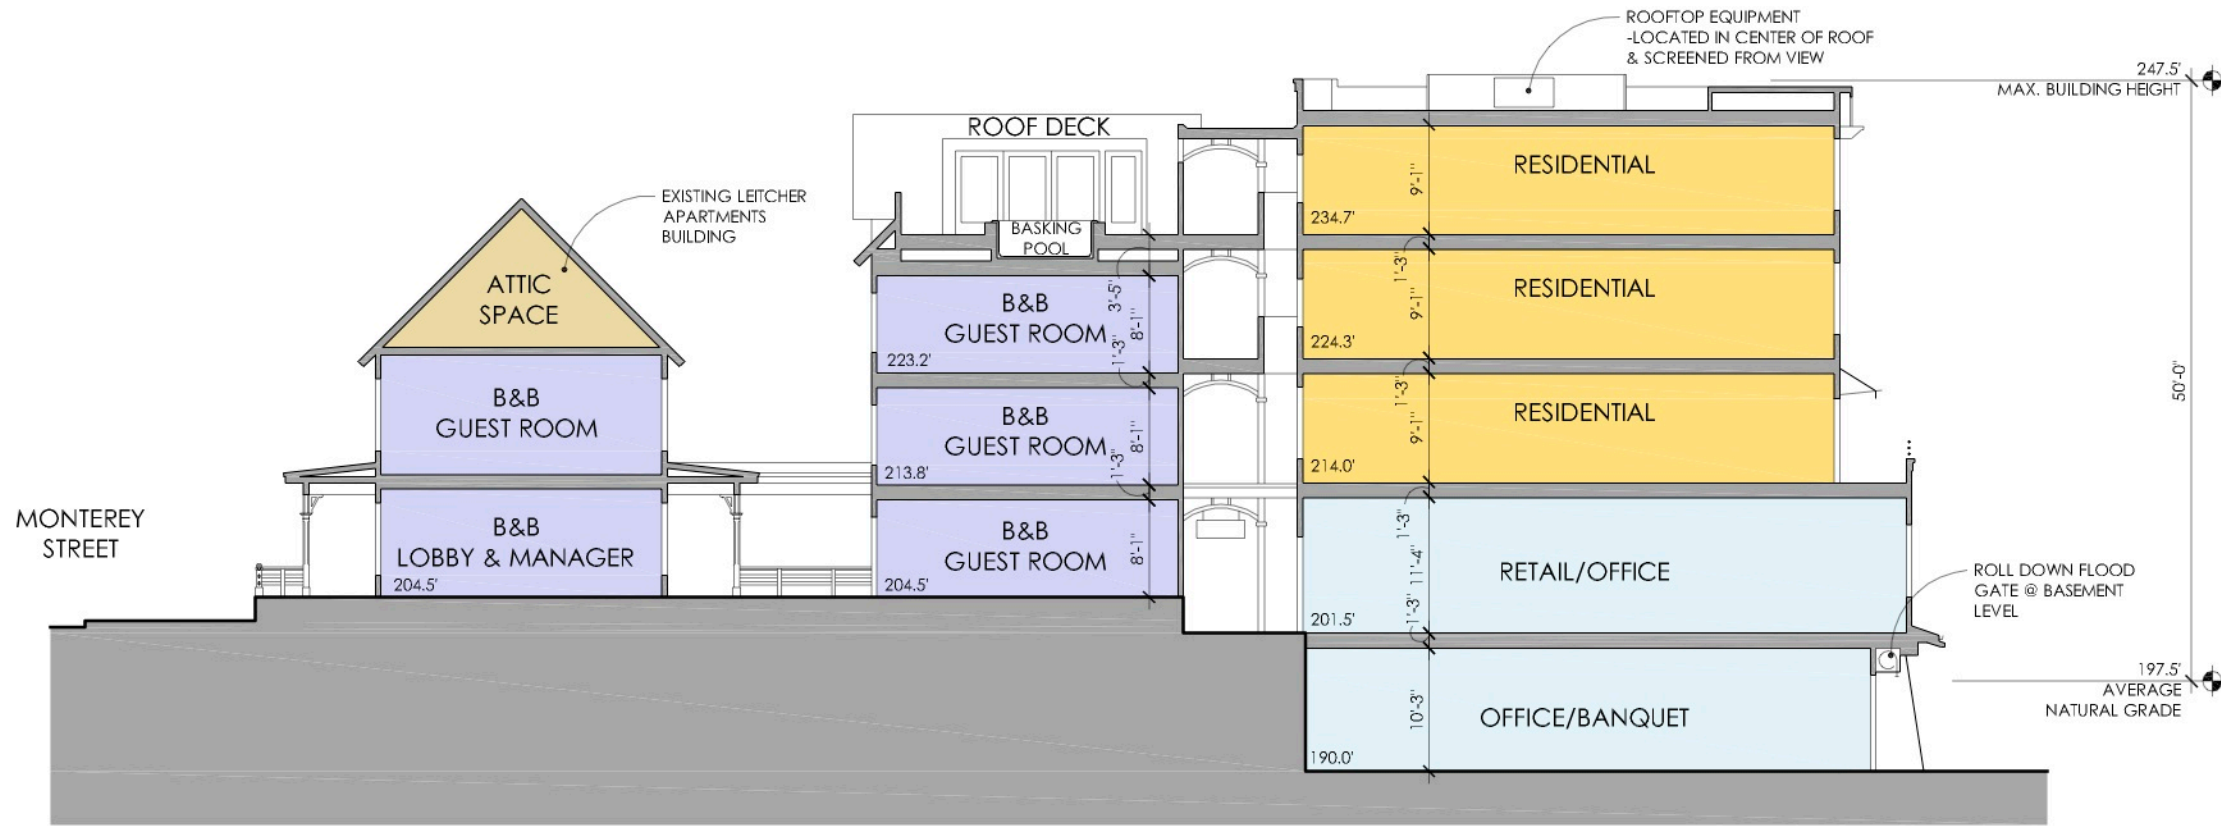 ROOFTOP EQUIPMENT
-LOCATED IN CENTER OF ROOF
& SCREENED FROM VIEW
247.5'
MAX. BUILDING HEIGHT
ROOF DECK
EXISTING LEITCHER
APARTMENTS
BUILDING
BASKING
POOL
ATTIC
SPACE
B&B
GUEST ROOM
B&B
LOBBY & MANAGER
204.5'
MONTEREY
STREET
B&B
GUEST ROOM
223.2'
3'-5"
8'-1"
1'-3"
B&B
GUEST ROOM
213.8'
8'-1"
1'-3"
B&B
GUEST ROOM
204.5'
8'-1"
RESIDENTIAL
9'-1"
234.7'
1'-3"
RESIDENTIAL
9'-1"
224.3'
1'-3"
RESIDENTIAL
9'-1"
214.0'
1'-3"
RETAIL/OFFICE
11'-4"
201.5'
1'-3"
OFFICE/BANQUET
10'-3"
190.0'
50'-0"
ROLL DOWN FLOOD
GATE @ BASEMENT
LEVEL
197.5'
AVERAGE
NATURAL GRADE